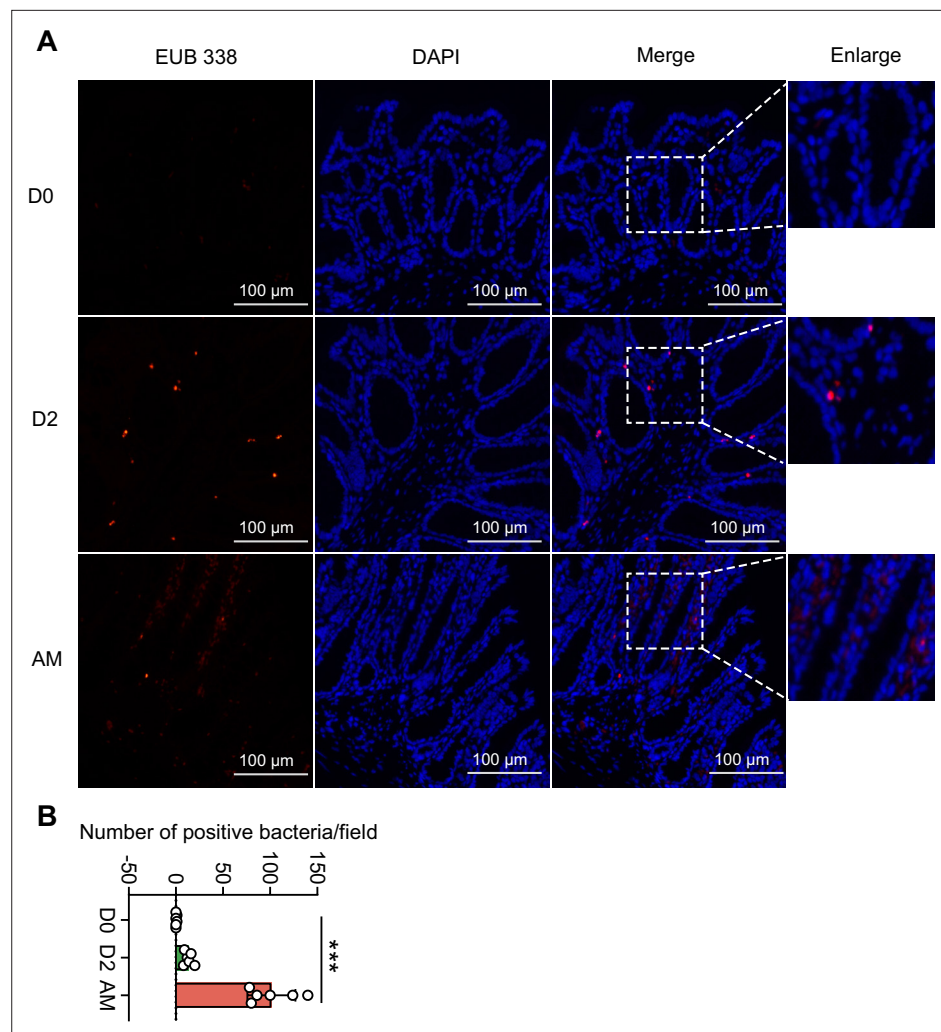 A
EUB 338 DAPI Merge Enlarge
D0
100 µm 100 µm 100 µm
D2
100 µm 100 µm 100 µm
AM
100 µm 100 µm 100 µm
B
Number of positive bacteria/field
-50 0 50 100 150
D0
D2
AM
***